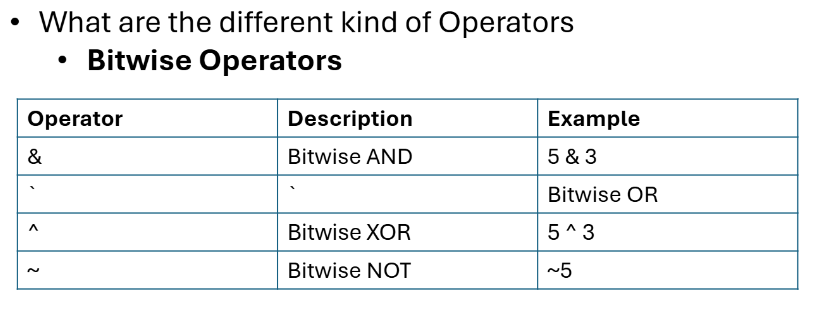 • What are the different kind of Operators
• Bitwise Operators
Operator Description Example
& Bitwise AND 5 & 3
` ` Bitwise OR
^ Bitwise XOR 5 ^ 3
~ Bitwise NOT ~5